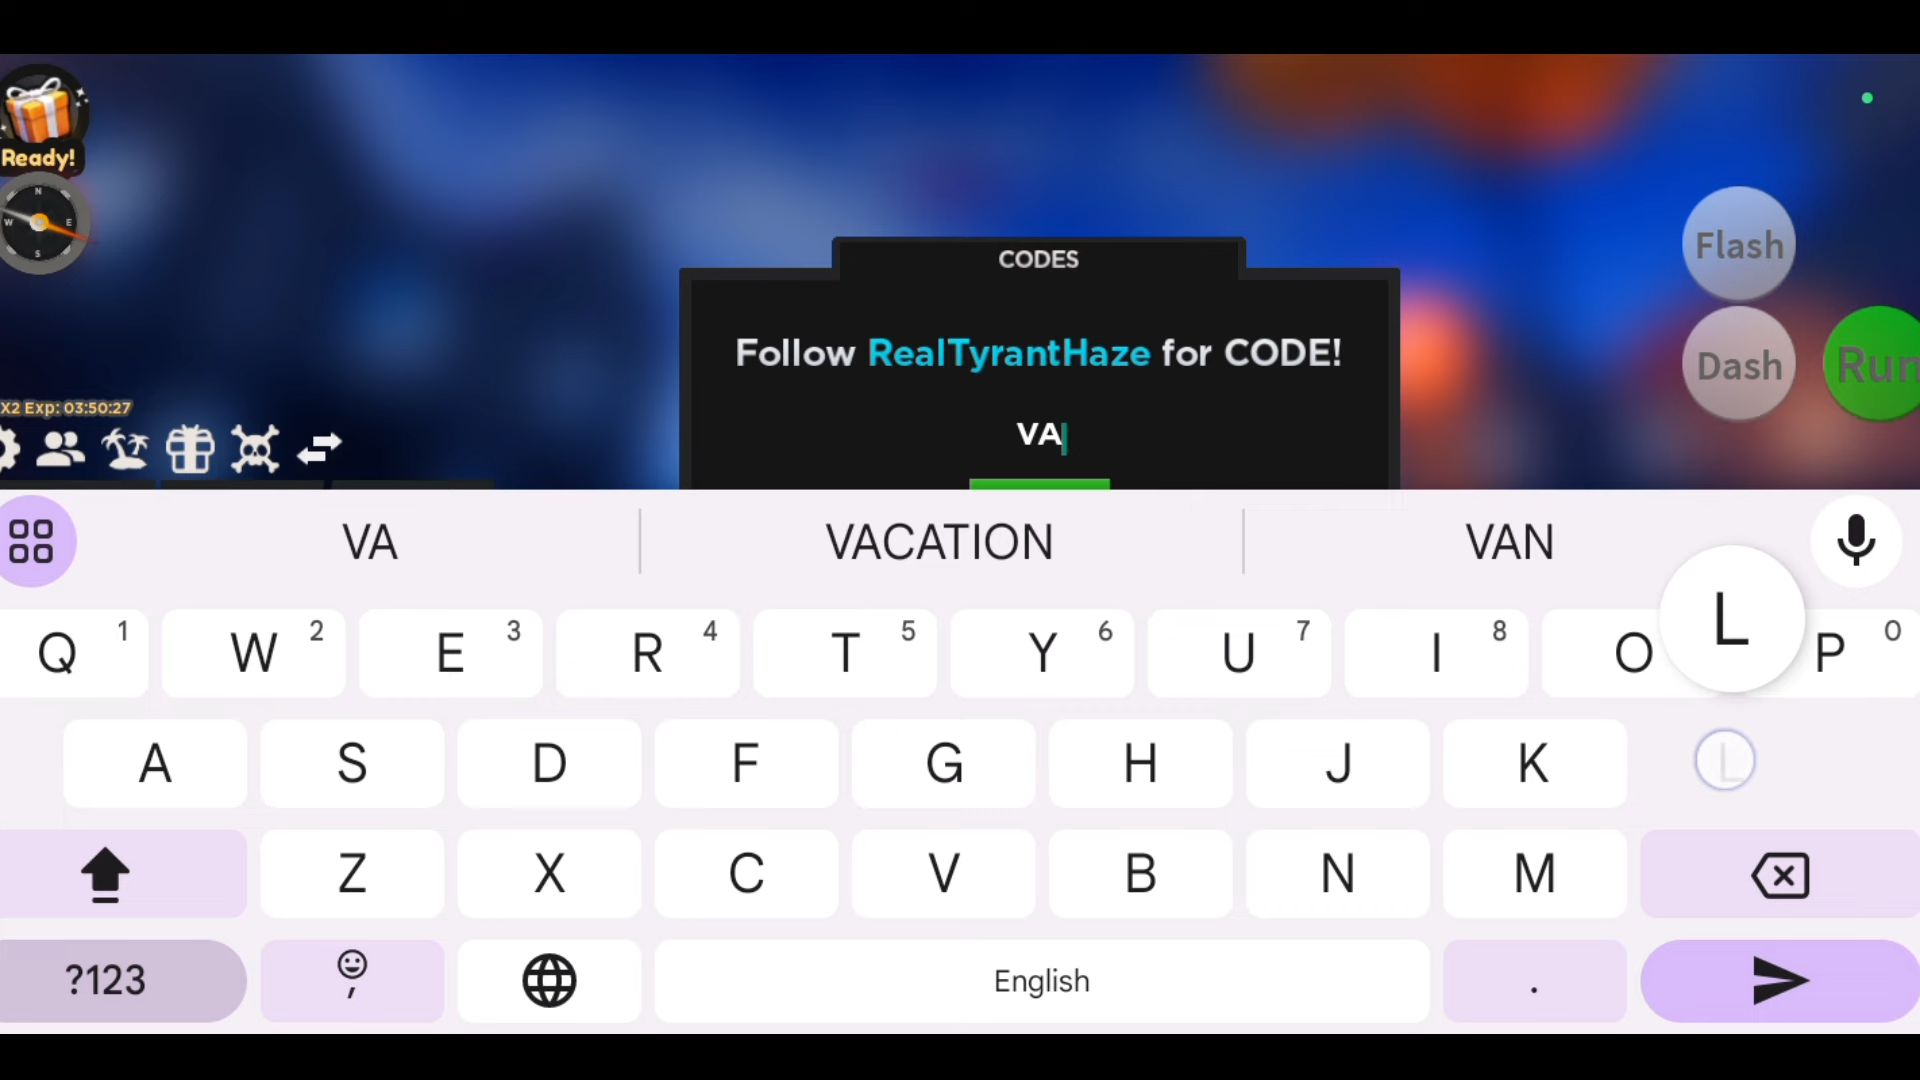 Ready!
N
W
E
S
Flash
CODES
Follow RealTyrantHaze for CODE!
Dash
Run
X2 Exp: 03:50:27
VA
VA VACATION VAN
L
Q 1 W 2 E 3 R 4 T 5 Y 6 U 7 I 8 O P 0
A S D F G H J K L
Z X C V B N M
?123 , English .